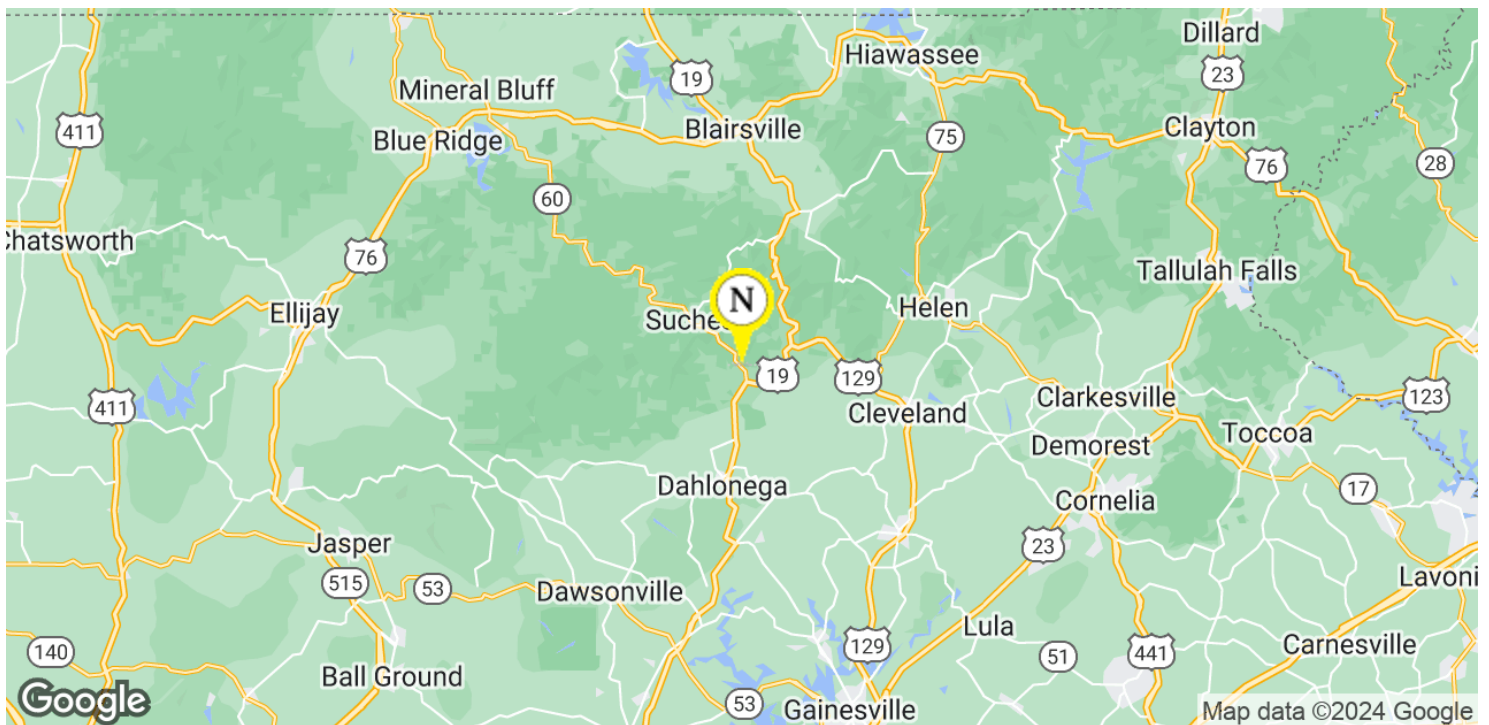 Dillard
Hiawassee
23
19
Mineral Bluff
411
Blairsville
Clayton
Blue Ridge
75
76
28
60
Chatsworth
76
Tallulah Falls
N
Helen
Ellijay
Suche
19
129
Clarkesville
123
411
Cleveland
Toccoa
Demorest
Dahlonega
17
Cornelia
Jasper
23
515
53
Dawsonville
Lavoni
Lula
129
Carnesville
140
51
441
Ball Ground
Google
53
Gainesville
Map data ©2024 Google